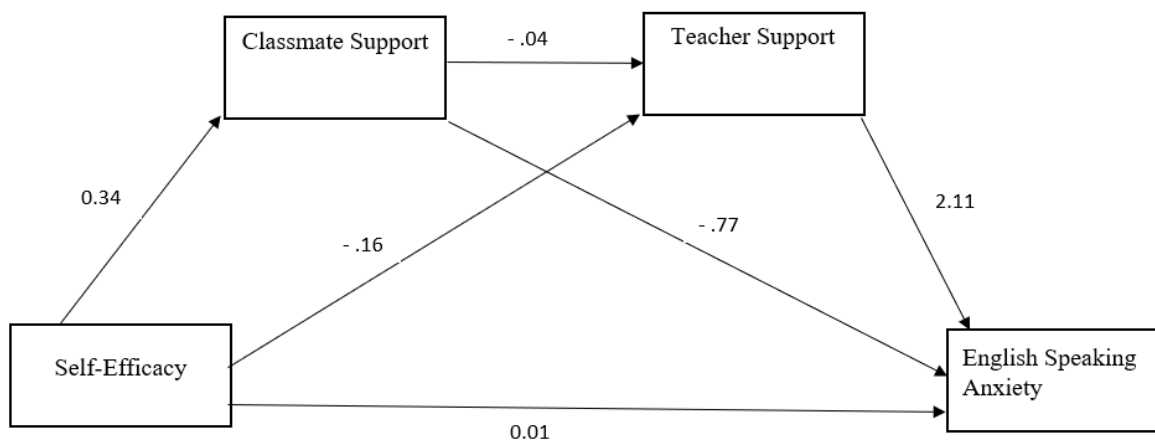 Classmate Support
- .04
Teacher Support
0.34
- .16
- .77
2.11
Self-Efficacy
English Speaking
Anxiety
0.01